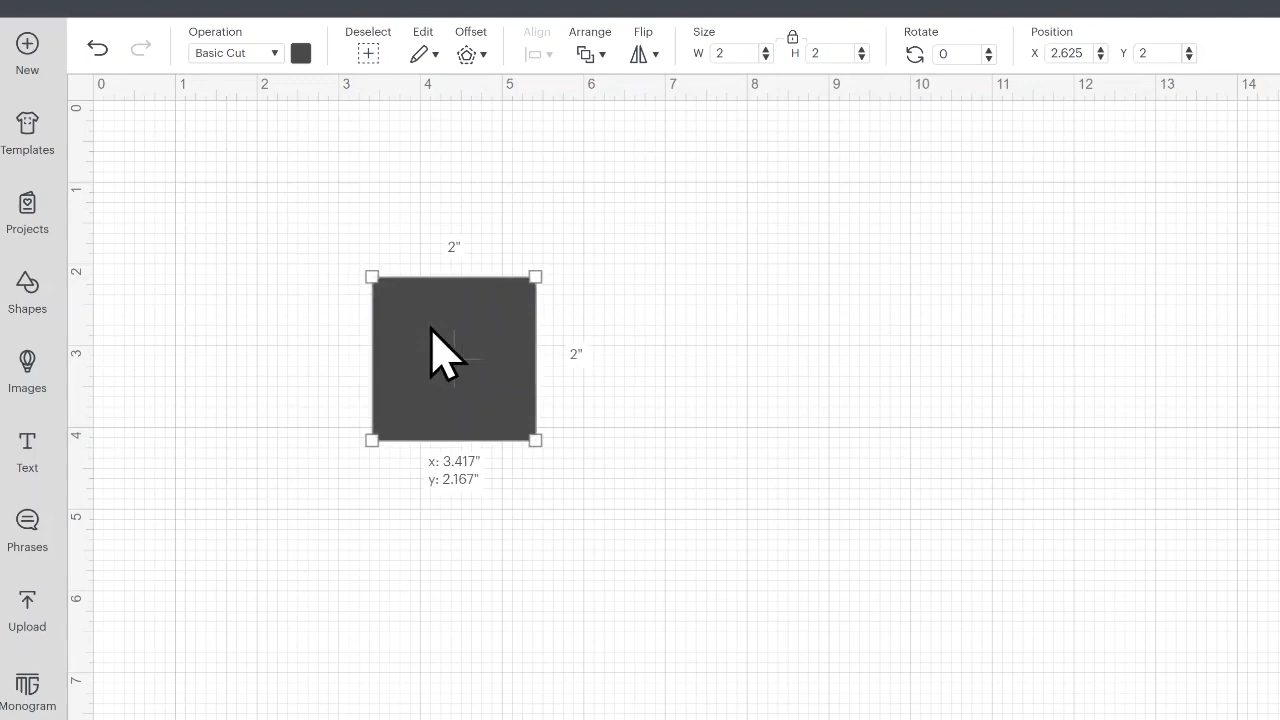 Operation
Deselect
Edit
Offset
Align
Arrange
Flip
Size
Rotate
Position
Basic Cut
W 2
H 2
0
X 2.625
Y 2
New
Templates
Projects
Shapes
Images
Text
Phrases
Upload
Monogram
0 1 2 3 4 5 6 7 8 9 10 11 12 13 14
0
1
2
3
4
5
6
7
2"
2"
x: 3.417"
y: 2.167"